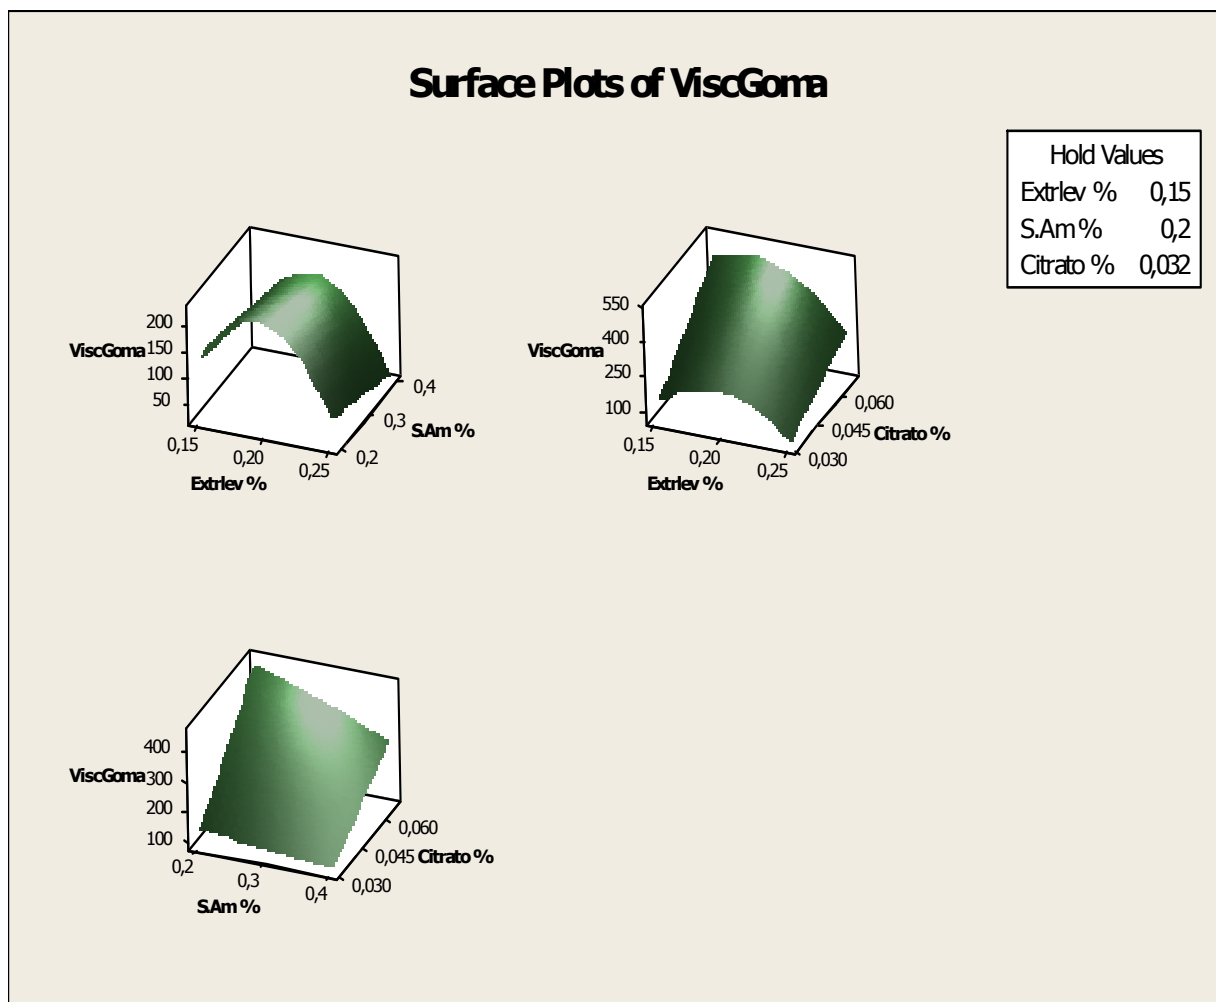 Surface Plots of ViscGoma
Hold Values
Extrlev % 0,15
S.Am % 0,2
Citrato % 0,032
200
ViscGoma 150
100
50
0,15
0,20
0,25
Extrlev %
0,2
0,3
0,4
S.Am %
550
ViscGoma 400
250
100
0,15
0,20
0,25
Extrlev %
0,030
0,045 Citrato %
0,060
400
ViscGoma 300
200
100
0,2
0,3
0,4
S.Am %
0,030
0,045 Citrato %
0,060